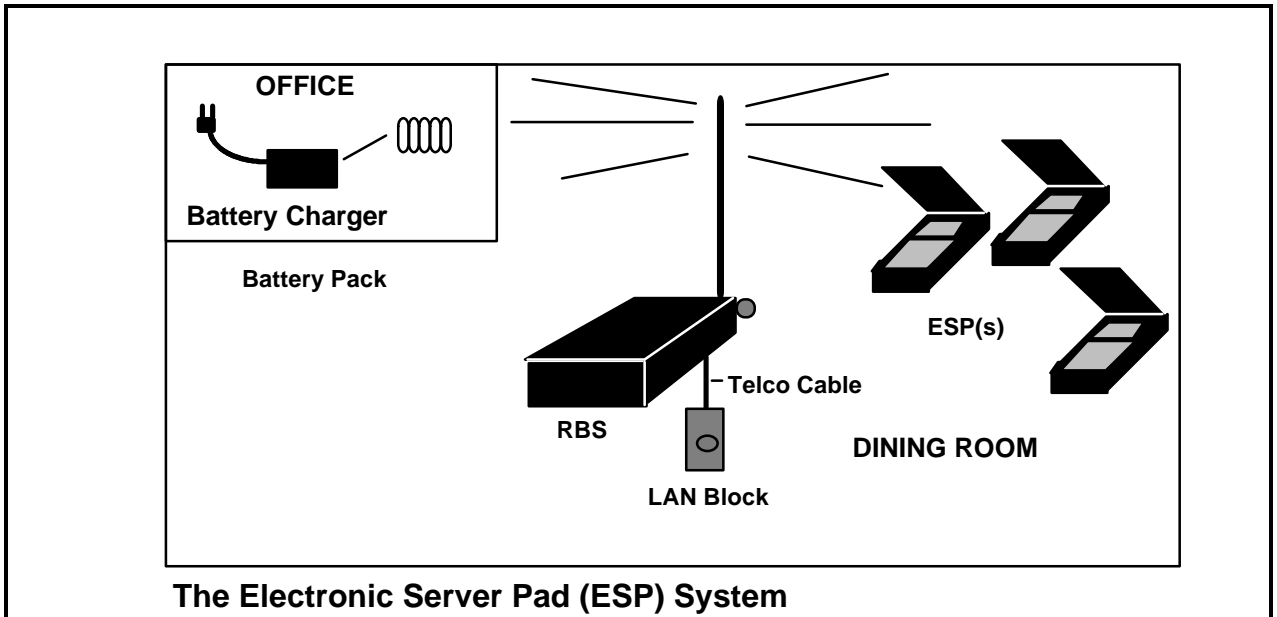 OFFICE
Battery Charger
Battery Pack
ESP(s)
Telco Cable
RBS
DINING ROOM
LAN Block
The Electronic Server Pad (ESP) System